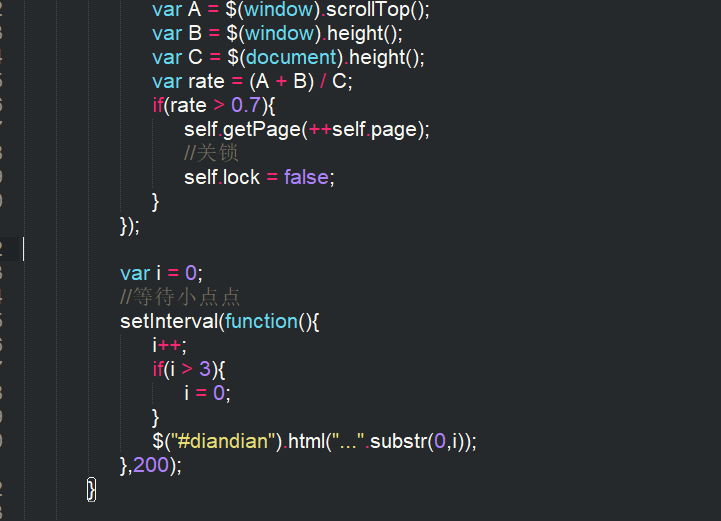 var A = $(window).scrollTop();
var B = $(window).height();
var C = $(document).height();
var rate = (A + B) / C;
if(rate > 0.7){
self.getPage(++self.page);
//关锁
self.lock = false;
}
});
var i = 0;
//等待小点点
setInterval(function(){
i++;
if(i > 3){
i = 0;
}
$("#diandian").html("...".substr(0,i));
},200);
}